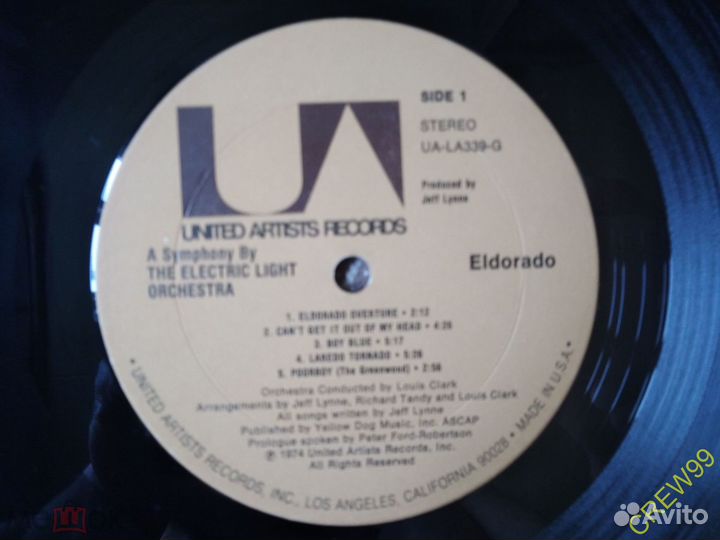 SIDE 1
STEREO
UA-LA339-G
Produced by
Jeff Lynne
UA
UNITED ARTISTS RECORDS
A Symphony By
THE ELECTRIC LIGHT
ORCHESTRA
Eldorado
1. ELDORADO OVERTURE • 2:12
2. CAN'T GET IT OUT OF MY HEAD • 4:26
3. BOY BLUE • 5:17
4. LAREDO TORNADO • 5:26
5. POORBOY (The Greenwood) • 2:56
Orchestra Conducted by Louis Clark
Arrangements by Jeff Lynne, Richard Tandy and Louis Clark
All songs written by Jeff Lynne
Published by Yellow Dog Music, Inc. ASCAP
Prologue spoken by Peter Ford-Robertson
℗ 1974 United Artists Records, Inc.
All Rights Reserved
• UNITED ARTISTS RECORDS, INC., LOS ANGELES, CALIFORNIA 90028 • MADE IN U.S.A. •
CREW99
Avito